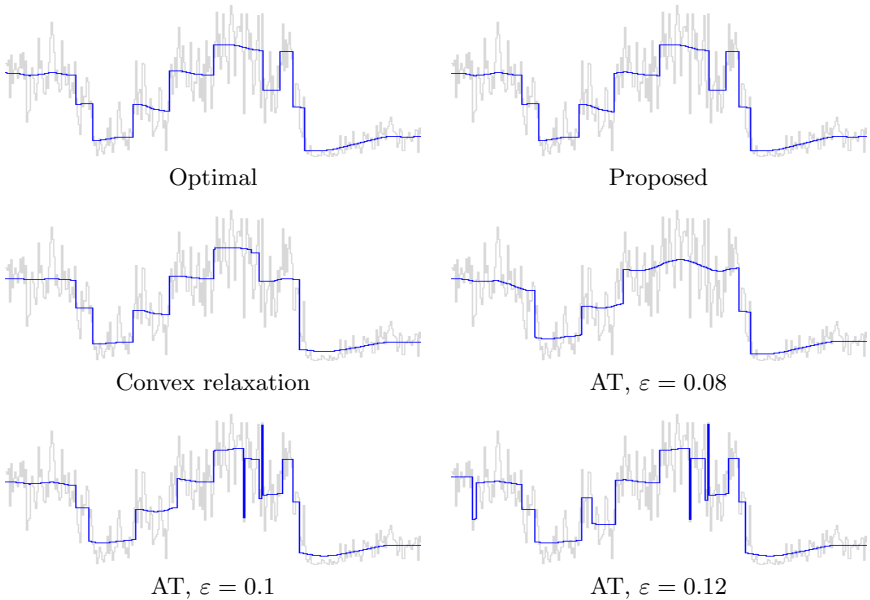 Optimal
Proposed
Convex relaxation
AT, ε = 0.08
AT, ε = 0.1
AT, ε = 0.12